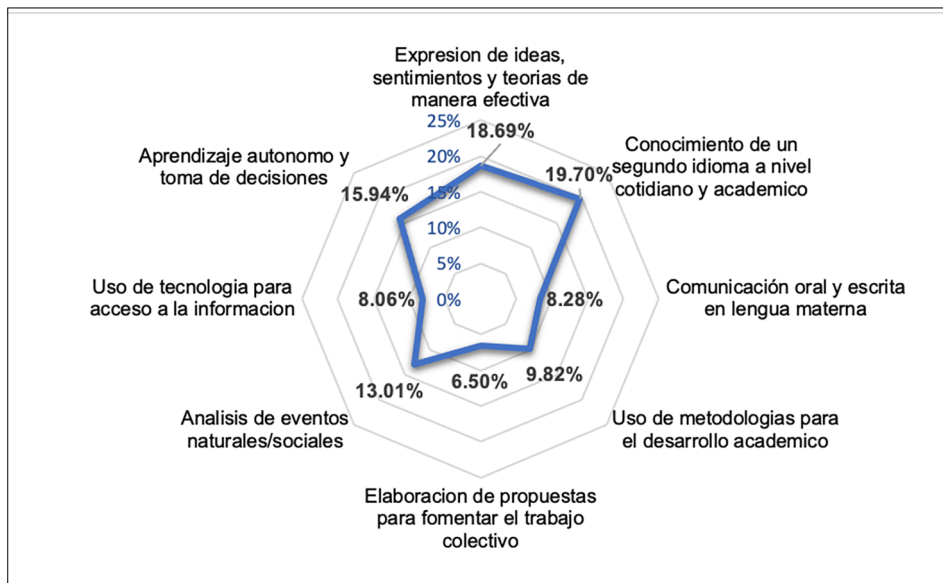 Expresion de ideas,
sentimientos y teorias de
manera efectiva
25%
18.69%
20%
15%
10%
5%
0%
Conocimiento de un
segundo idioma a nivel
cotidiano y academico
19.70%
Comunicación oral y escrita
en lengua materna
8.28%
Uso de metodologias para
el desarrollo academico
9.82%
Elaboracion de propuestas
para fomentar el trabajo
colectivo
6.50%
Analisis de eventos
naturales/sociales
13.01%
Uso de tecnologia para
acceso a la informacion
8.06%
Aprendizaje autonomo y
toma de decisiones
15.94%